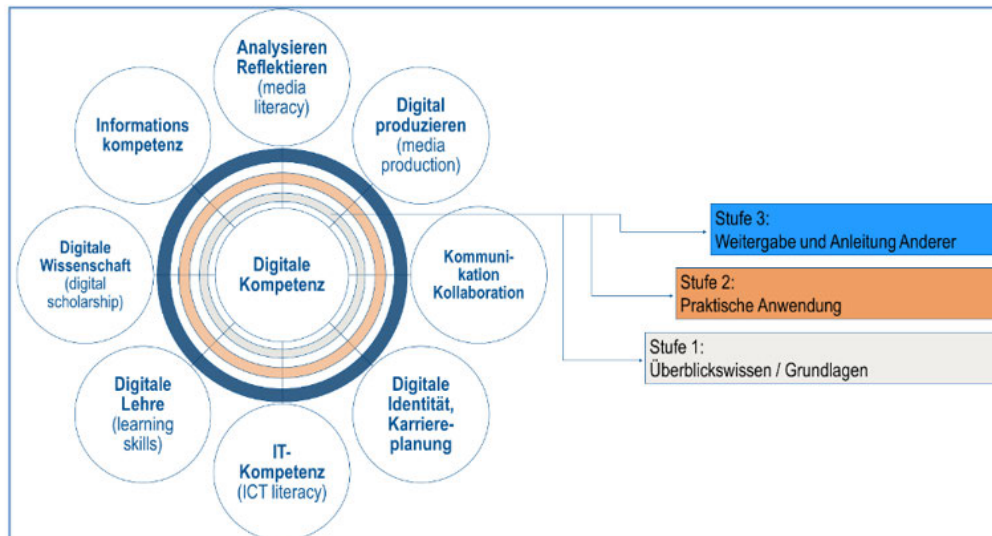 Analysieren
Reflektieren
(media
literacy)
Digital
produzieren
(media
production)
Kommuni-
kation
Kollaboration
Digitale
Identität,
Karriere-
planung
IT-
Kompetenz
(ICT literacy)
Digitale
Lehre
(learning
skills)
Digitale
Wissenschaft
(digital
scholarship)
Informations
kompetenz
Digitale
Kompetenz
Stufe 3:
Weitergabe und Anleitung Anderer
Stufe 2:
Praktische Anwendung
Stufe 1:
Überblickswissen / Grundlagen